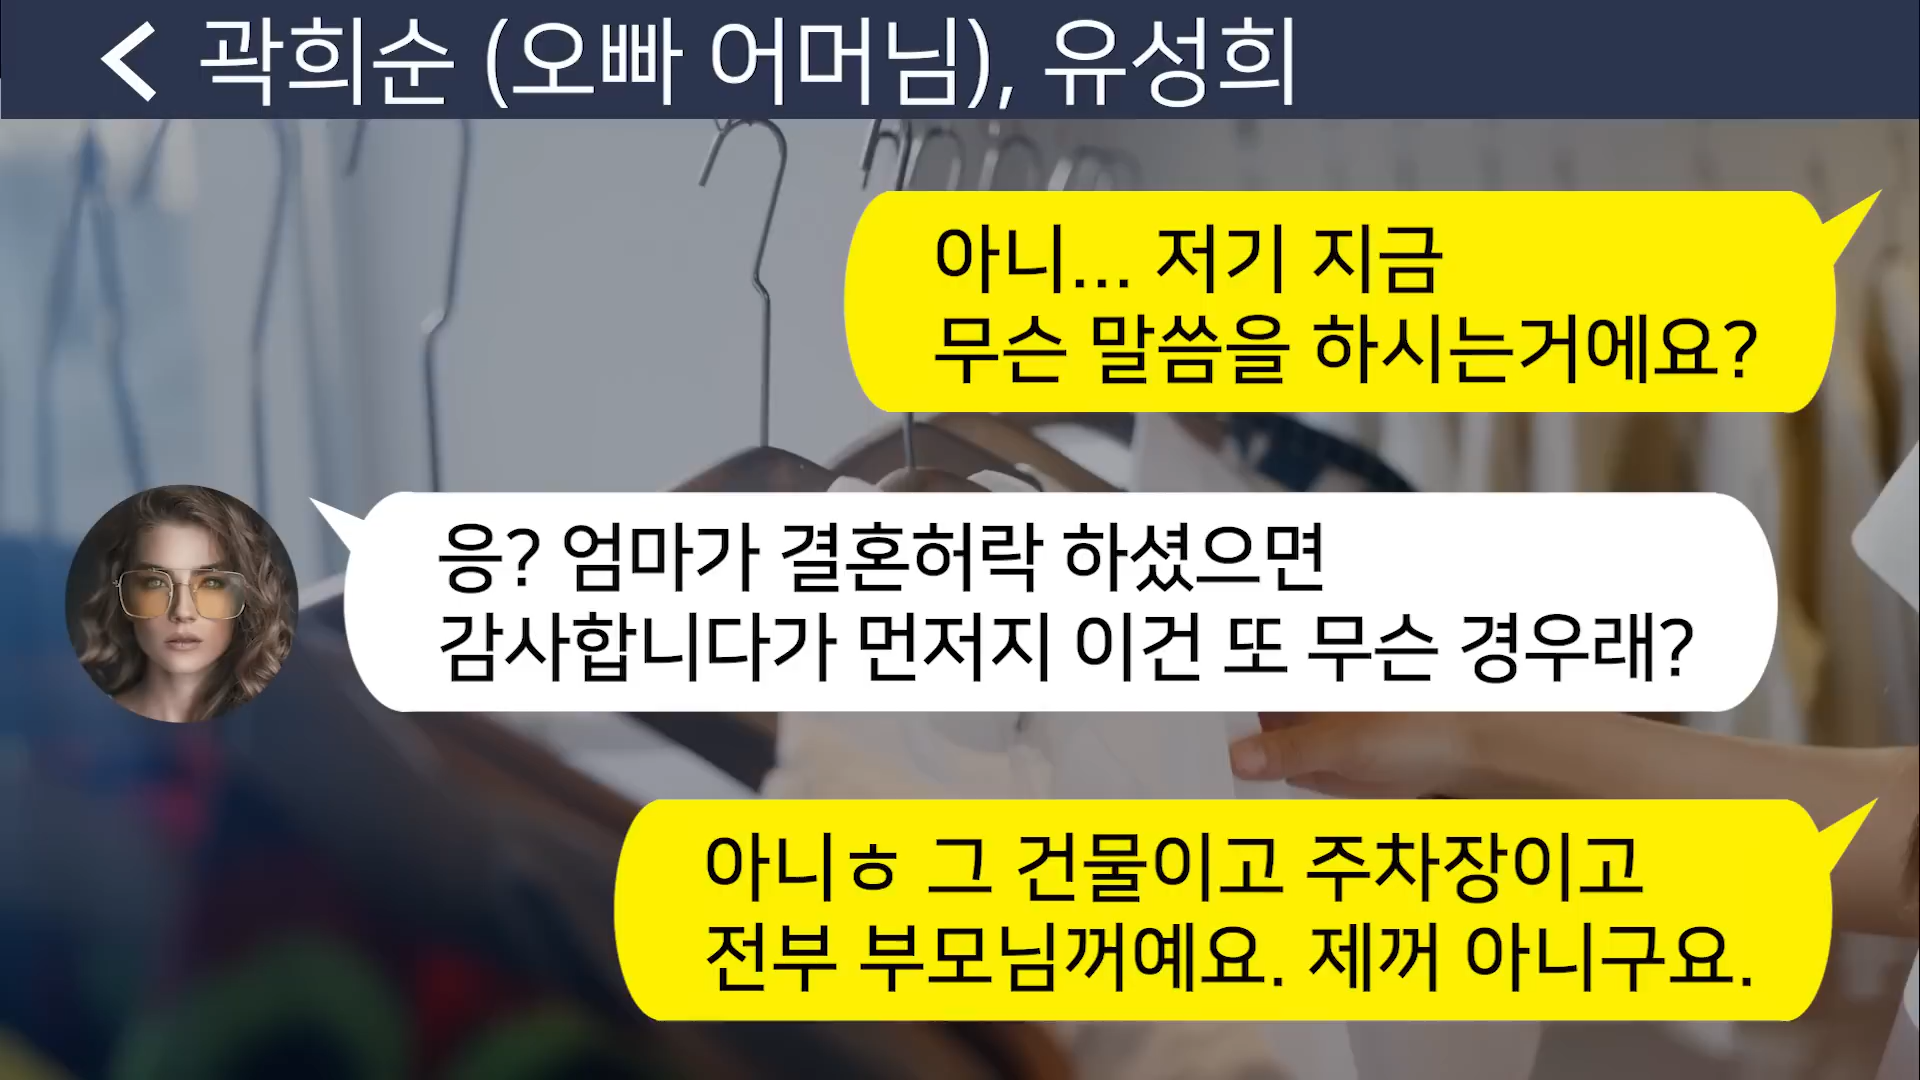 곽희순 (오빠 어머님), 유성희
아니... 저기 지금
무슨 말씀을 하시는거에요?
응? 엄마가 결혼허락 하셨으면
감사합니다가 먼저지 이건 또 무슨 경우래?
아니ㅎ 그 건물이고 주차장이고
전부 부모님꺼예요. 제꺼 아니구요.